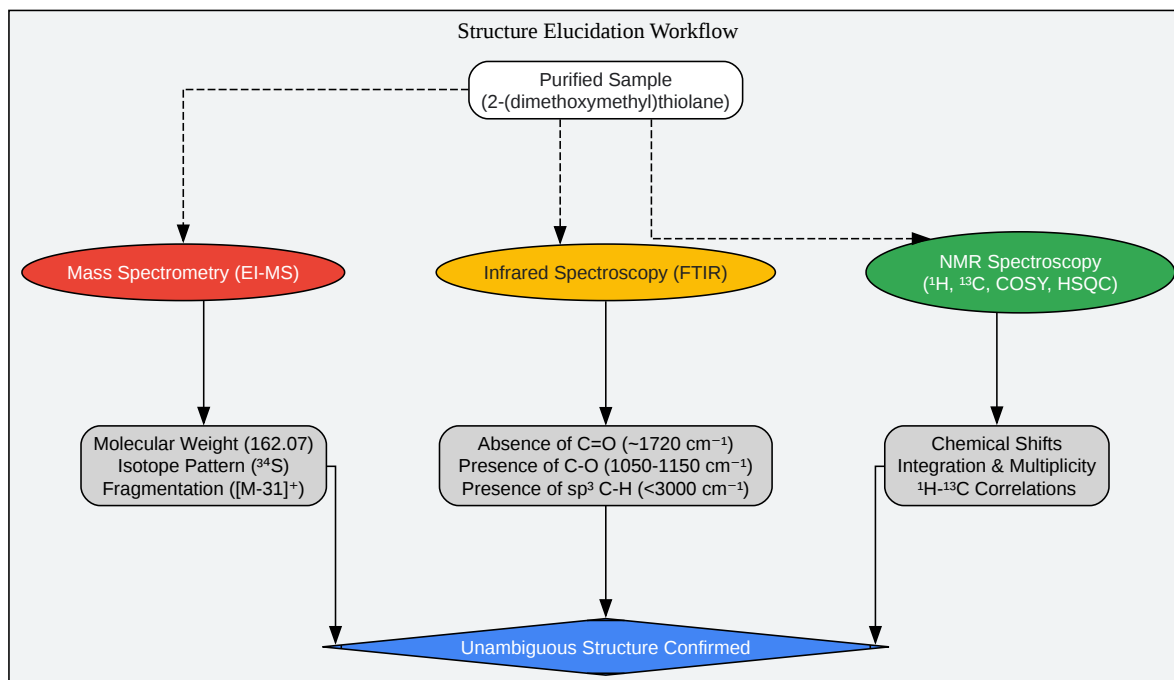 Structure Elucidation Workflow
Purified Sample
(2-(dimethoxymethyl)thiolane)
Mass Spectrometry (EI-MS)
Infrared Spectroscopy (FTIR)
NMR Spectroscopy
(¹H, ¹³C, COSY, HSQC)
Molecular Weight (162.07)
Isotope Pattern (³⁴S)
Fragmentation ([M-31]⁺)
Absence of C=O (~1720 cm⁻¹)
Presence of C-O (1050-1150 cm⁻¹)
Presence of sp³ C-H (<3000 cm⁻¹)
Chemical Shifts
Integration & Multiplicity
¹H-¹³C Correlations
Unambiguous Structure Confirmed